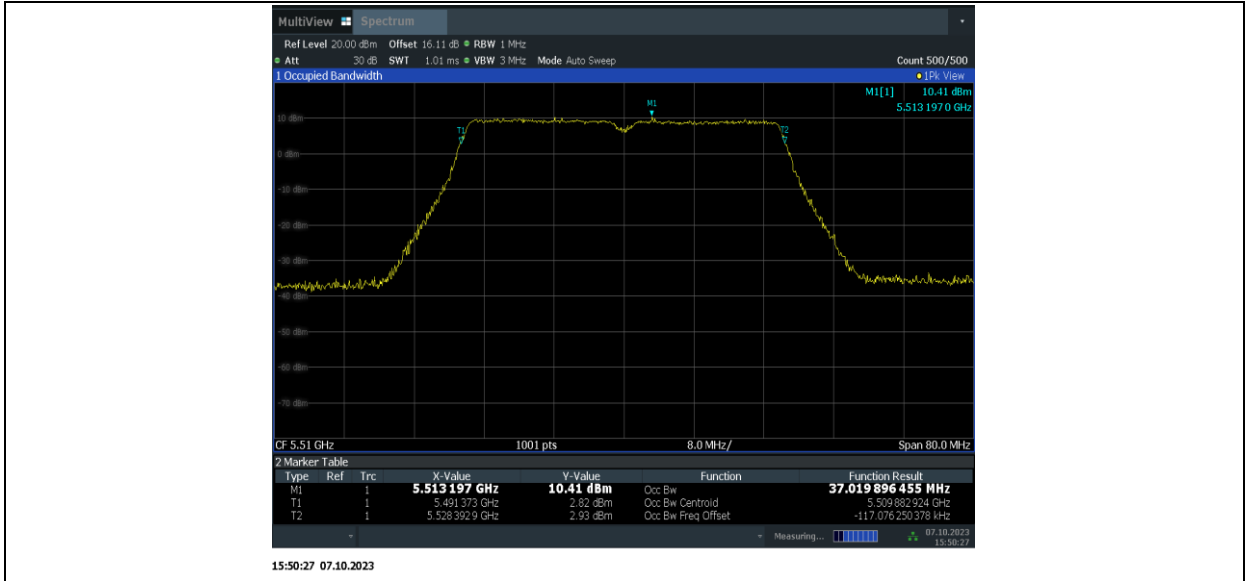 MultiView Spectrum
Ref Level 20.00 dBm Offset 16.11 dB RBW 1 MHz
Att 30 dB SWT 1.01 ms VBW 3 MHz Mode Auto Sweep Count 500/500
1 Occupied Bandwidth 1Pk View
M1[1] 10.41 dBm
5.513 197 0 GHz
M1
10 dBm
T1
T2
0 dBm
-10 dBm
-20 dBm
-30 dBm
-40 dBm
-50 dBm
-60 dBm
-70 dBm
CF 5.51 GHz 1001 pts 8.0 MHz/ Span 80.0 MHz
2 Marker Table
Type Ref Trc X-Value Y-Value Function Function Result
M1 1 5.513197 GHz 10.41 dBm Occ Bw 37.019 896 455 MHz
T1 1 5.491373 GHz 2.82 dBm Occ Bw Centroid 5.509 882 924 GHz
T2 1 5.528 392 9 GHz 2.93 dBm Occ Bw Freq Offset -117.076 250 378 kHz
Measuring... 07.10.2023
15:50:27
15:50:27 07.10.2023